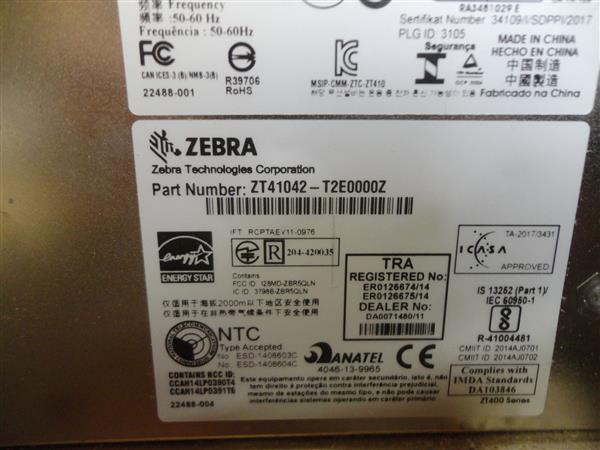 频率 Frequency
:50-60 Hz
Frequência : 50-60Hz
RA3481029 E
Sertifikat Number 34109/I/SDPPI/2017
PLG ID: 3105
Segurança
MADE IN CHINA
HECHO EN CHINA
中国制造
中國製造
Fabricado na China
FC
CAN ICES-3 (B)/NMB-3(B)
R39706
RoHS
MSIP-CMM-ZTC-ZT410
22488-001
ZEBRA
Zebra Technologies Corporation
Part Number: ZT41042-T2E0000Z
IFT RCPTAEV11-0976
R 204-420035
ENERGY STAR
Contains
FCC ID: I28MD-ZBR5QLN
IC ID: 3798B-ZBR5QLN
仅适用于海拔2000m以下地区安全使用
仅适用于在非热带气候条件下安全使用
TRA
REGISTERED No:
ER0126674/14
ER0126675/14
DEALER No:
DA0071480/11
ICASA
TA-2017/3431
APPROVED
IS 13252 (Part 1)/
IEC 60950-1
R-41004481
CMIIT ID 2014AJ0701
CMIIT ID 2014AJ0702
NTC
Type Accepted
No ESD-1408603C
No ESD-1408604C
ANATEL
4046-13-9965
CE
CONTAINS NCC ID:
CCAH14LP0390T4
CCAH14LP0391T6
Este equipamento opera em caráter secundário, isto é, não
tem direito a proteção contra interferência prejudicial,
mesmo de estações do mesmo tipo, e não pode causar
interferência a sistemas operando em caráter primário
Complies with
IMDA Standards
DA103846
22488-004
ZT400 Series